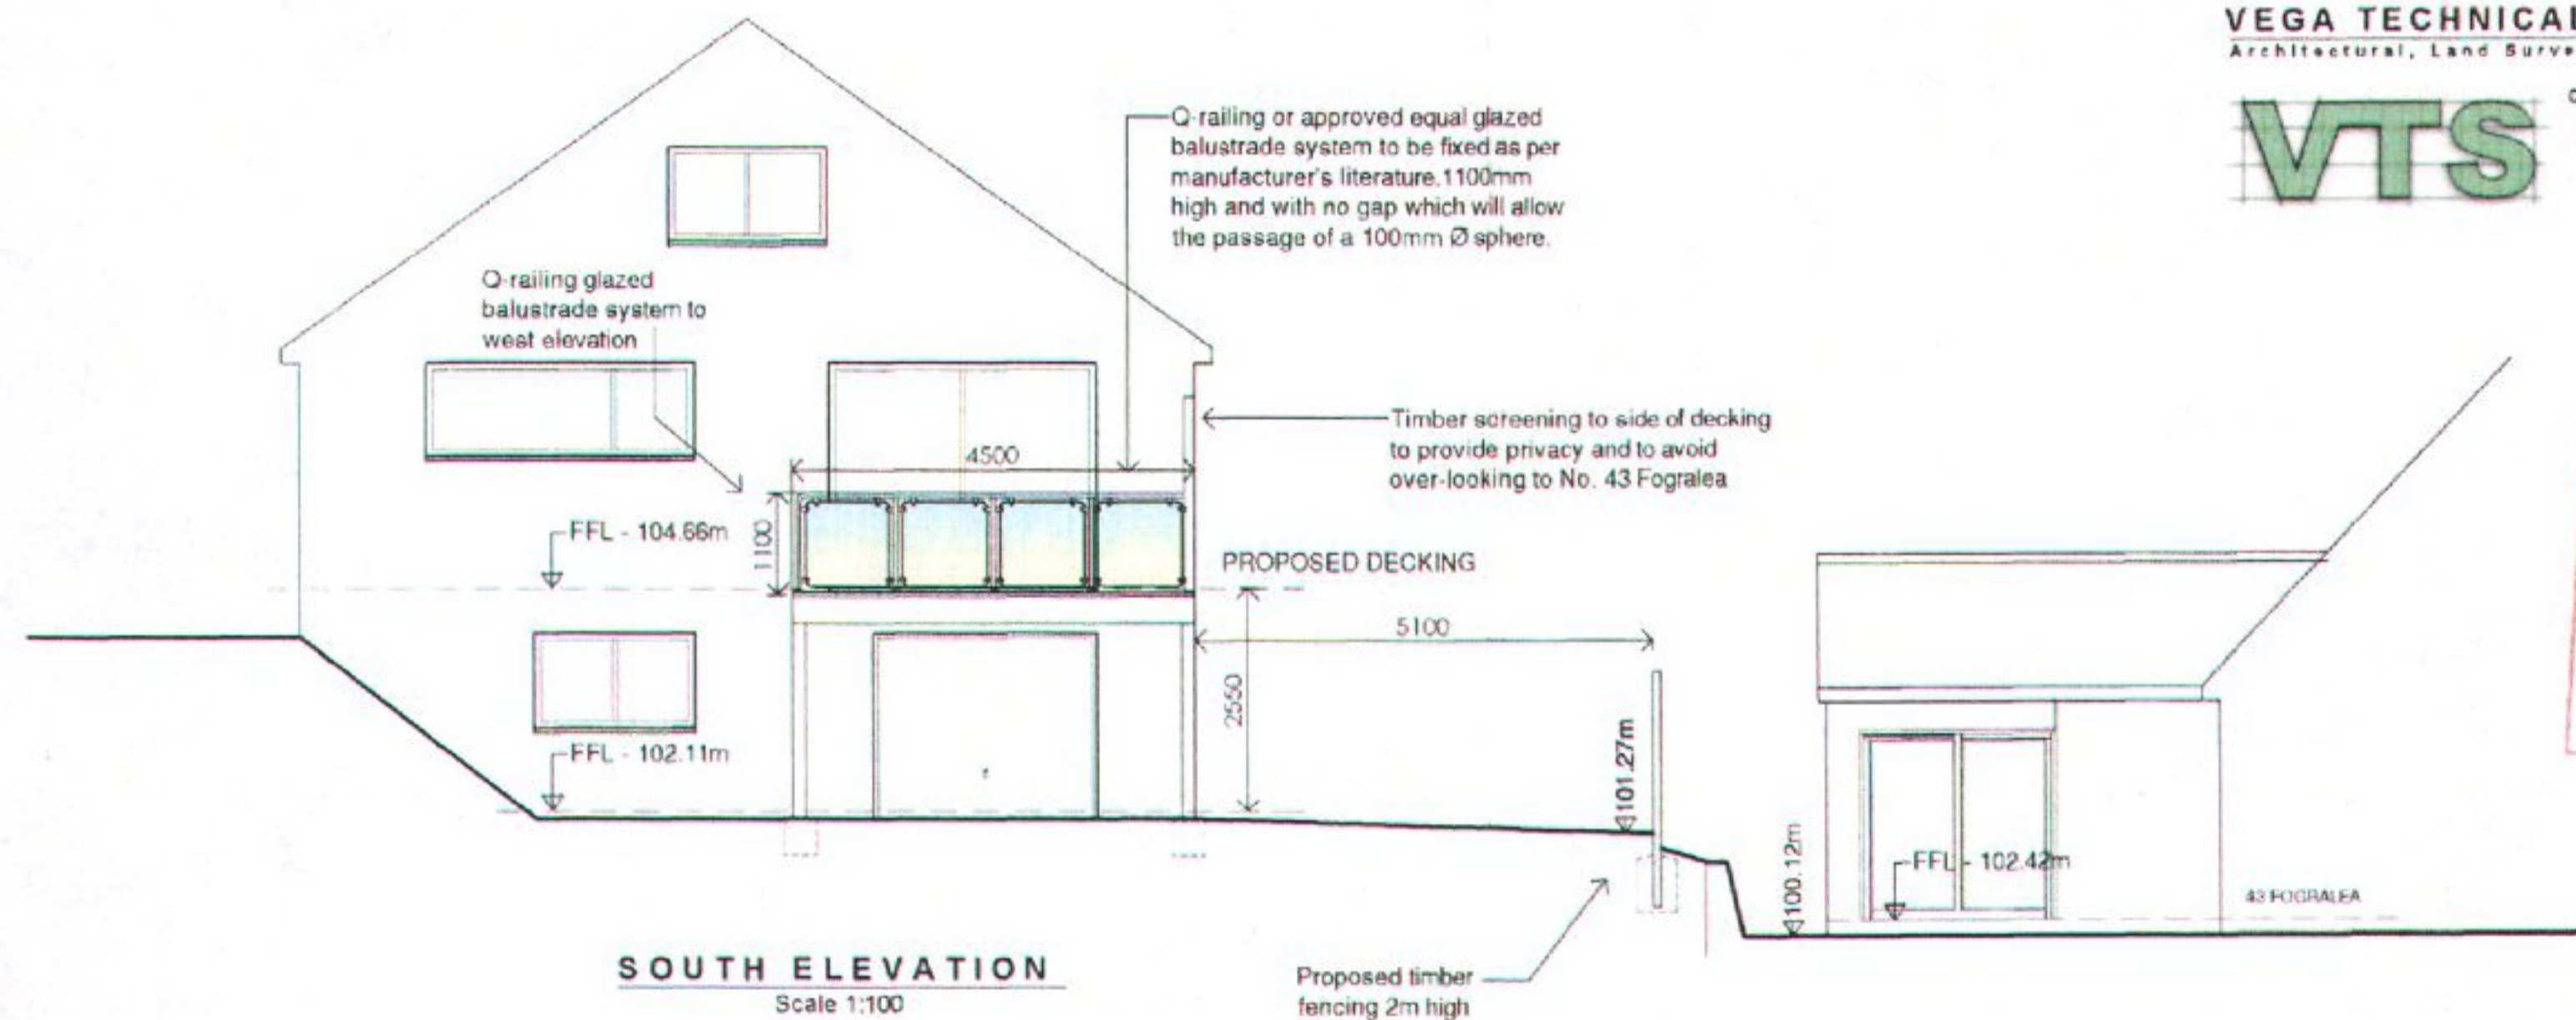 VEGA TECHNICAL
Architectural, Land Surve
VTS
Q-railing or approved equal glazed
balustrade system to be fixed as per
manufacturer's literature.1100mm
high and with no gap which will allow
the passage of a 100mm Ø sphere.
Q-railing glazed
balustrade system to
west elevation
Timber screening to side of decking
to provide privacy and to avoid
over-looking to No. 43 Fogralea
4500
1100
FFL - 104.66m
PROPOSED DECKING
5100
2550
FFL - 102.11m
101.27m
100.12m
FFL - 102.42m
43 FOGRALEA
SOUTH ELEVATION
Scale 1:100
Proposed timber
fencing 2m high